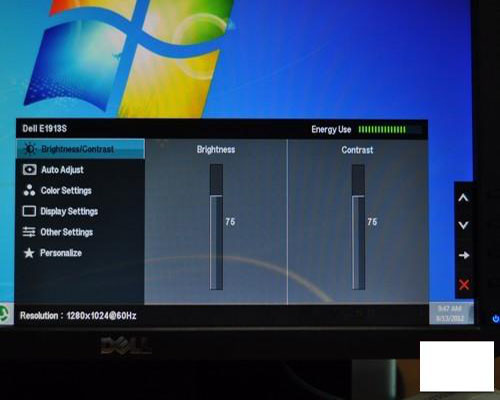 Dell E1913S
Energy Use
Brightness/Contrast
Auto Adjust
Color Settings
Display Settings
Other Settings
Personalize
Brightness
75
Contrast
75
Resolution : 1280x1024@60Hz
9:47 AM
9/13/2012
DELL